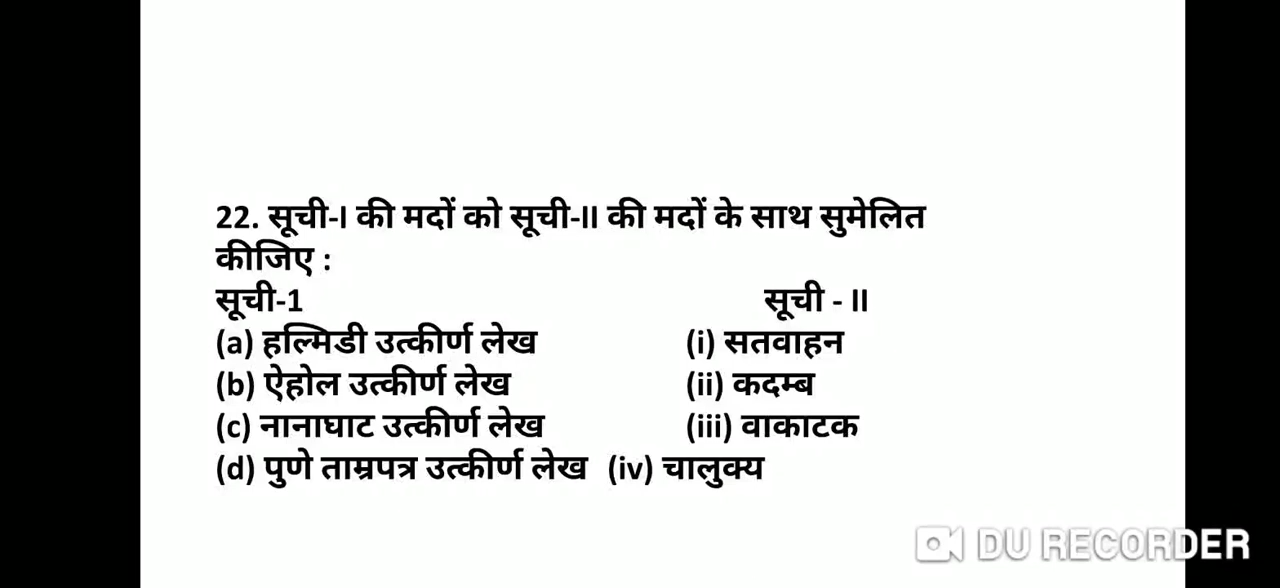 22. सूची-I की मदों को सूची-II की मदों के साथ सुमेलित
कीजिए :
सूची-1 सूची - II
(a) हल्मिडी उत्कीर्ण लेख (i) सतवाहन
(b) ऐहोल उत्कीर्ण लेख (ii) कदम्ब
(c) नानाघाट उत्कीर्ण लेख (iii) वाकाटक
(d) पुणे ताम्रपत्र उत्कीर्ण लेख (iv) चालुक्य
DU RECORDER